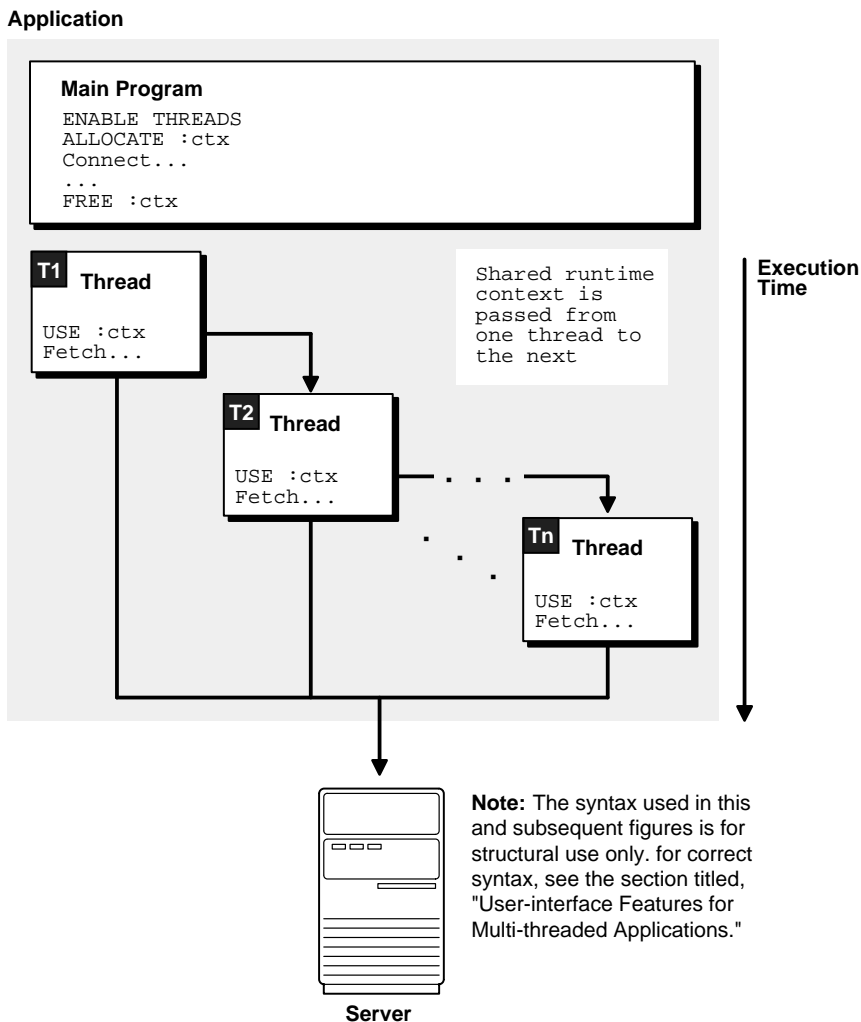 Application
Main Program
ENABLE THREADS
ALLOCATE :ctx
Connect...
...
FREE :ctx
T1
Thread
USE :ctx
Fetch...
Shared runtime
context is
passed from
one thread to
the next
Execution
Time
T2
Thread
USE :ctx
Fetch...
Tn
Thread
USE :ctx
Fetch...
Note: The syntax used in this
and subsequent figures is for
structural use only. for correct
syntax, see the section titled,
"User-interface Features for
Multi-threaded Applications."
Server